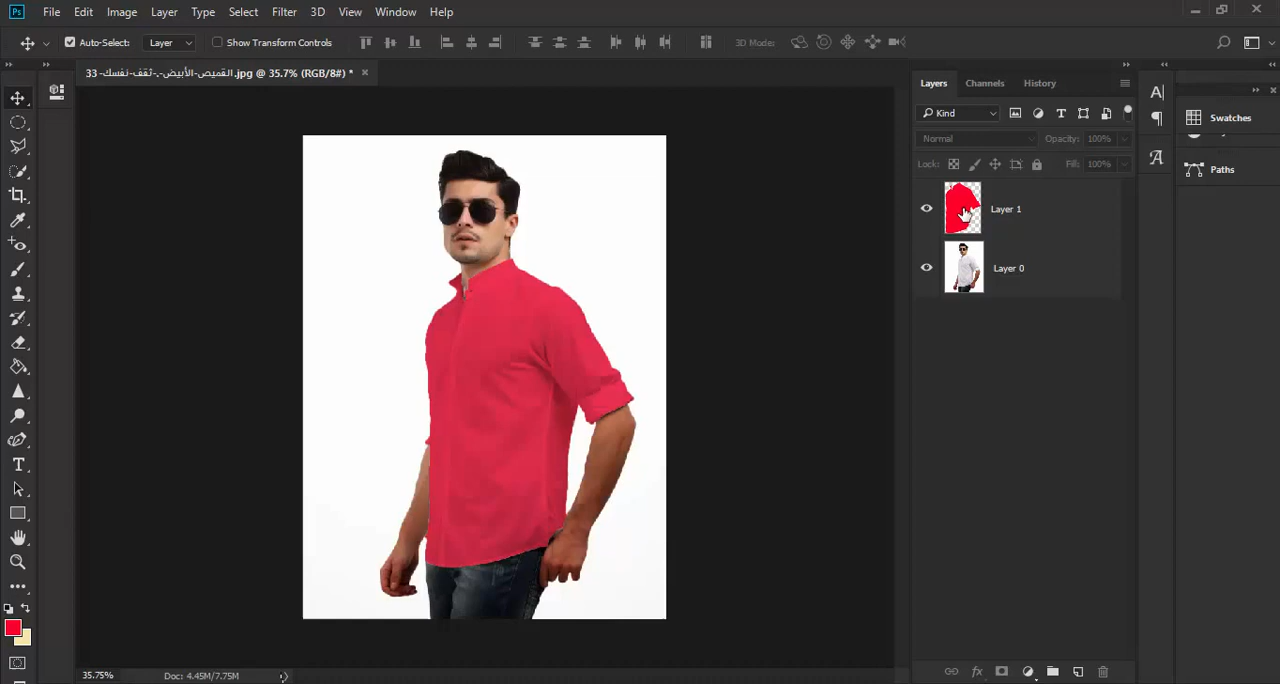 Ps File Edit Image Layer Type Select Filter 3D View Window Help
Auto-Select: Layer Show Transform Controls 3D Mode:
33 -القميص-الأبيض-.-ثقف-نفسك.jpg @ 35.7% (RGB/8#) *
Layers Channels History
Kind
Normal Opacity: 100%
Lock: Fill: 100%
Layer 1
Layer 0
Swatches
Paths
35.75% Doc: 4.45M/7.75M